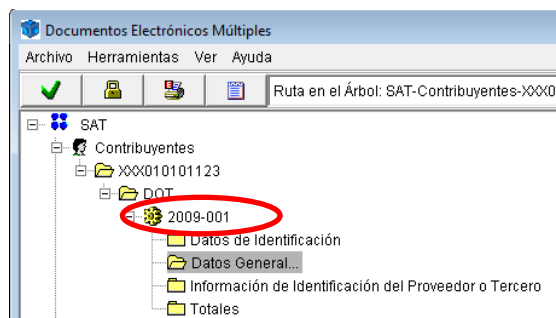 Documentos Electrónicos Múltiples
Archivo Herramientas Ver Ayuda
Ruta en el Árbol: SAT-Contribuyentes-XXX0
SAT
Contribuyentes
XXX010101123
DOT
2009-001
Datos de Identificación
Datos General...
Información de Identificación del Proveedor o Tercero
Totales